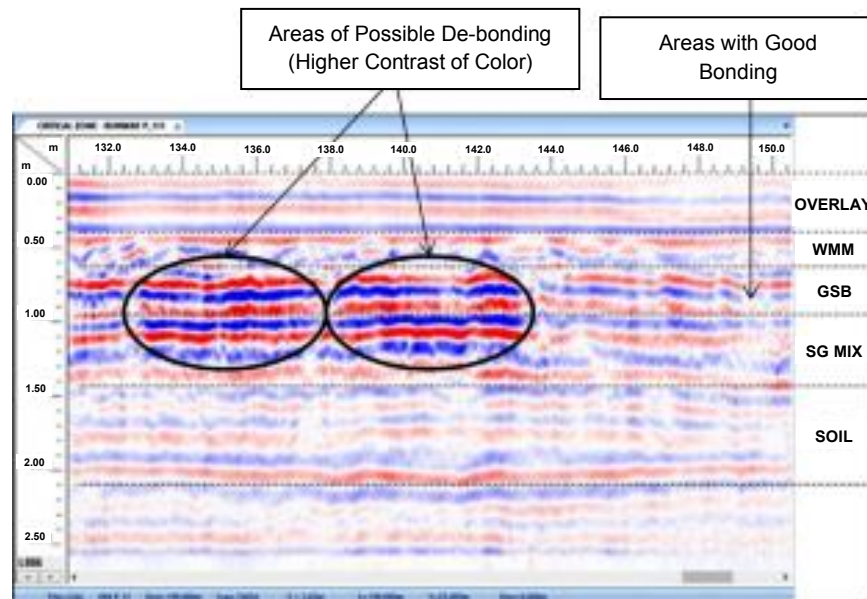 Areas of Possible De-bonding
(Higher Contrast of Color)
Areas with Good
Bonding
m 132.0 134.0 136.0 138.0 140.0 142.0 144.0 146.0 148.0 150.0
m
0.00
OVERLAY
0.50
WMM
GSB
1.00
SG MIX
1.50
SOIL
2.00
2.50